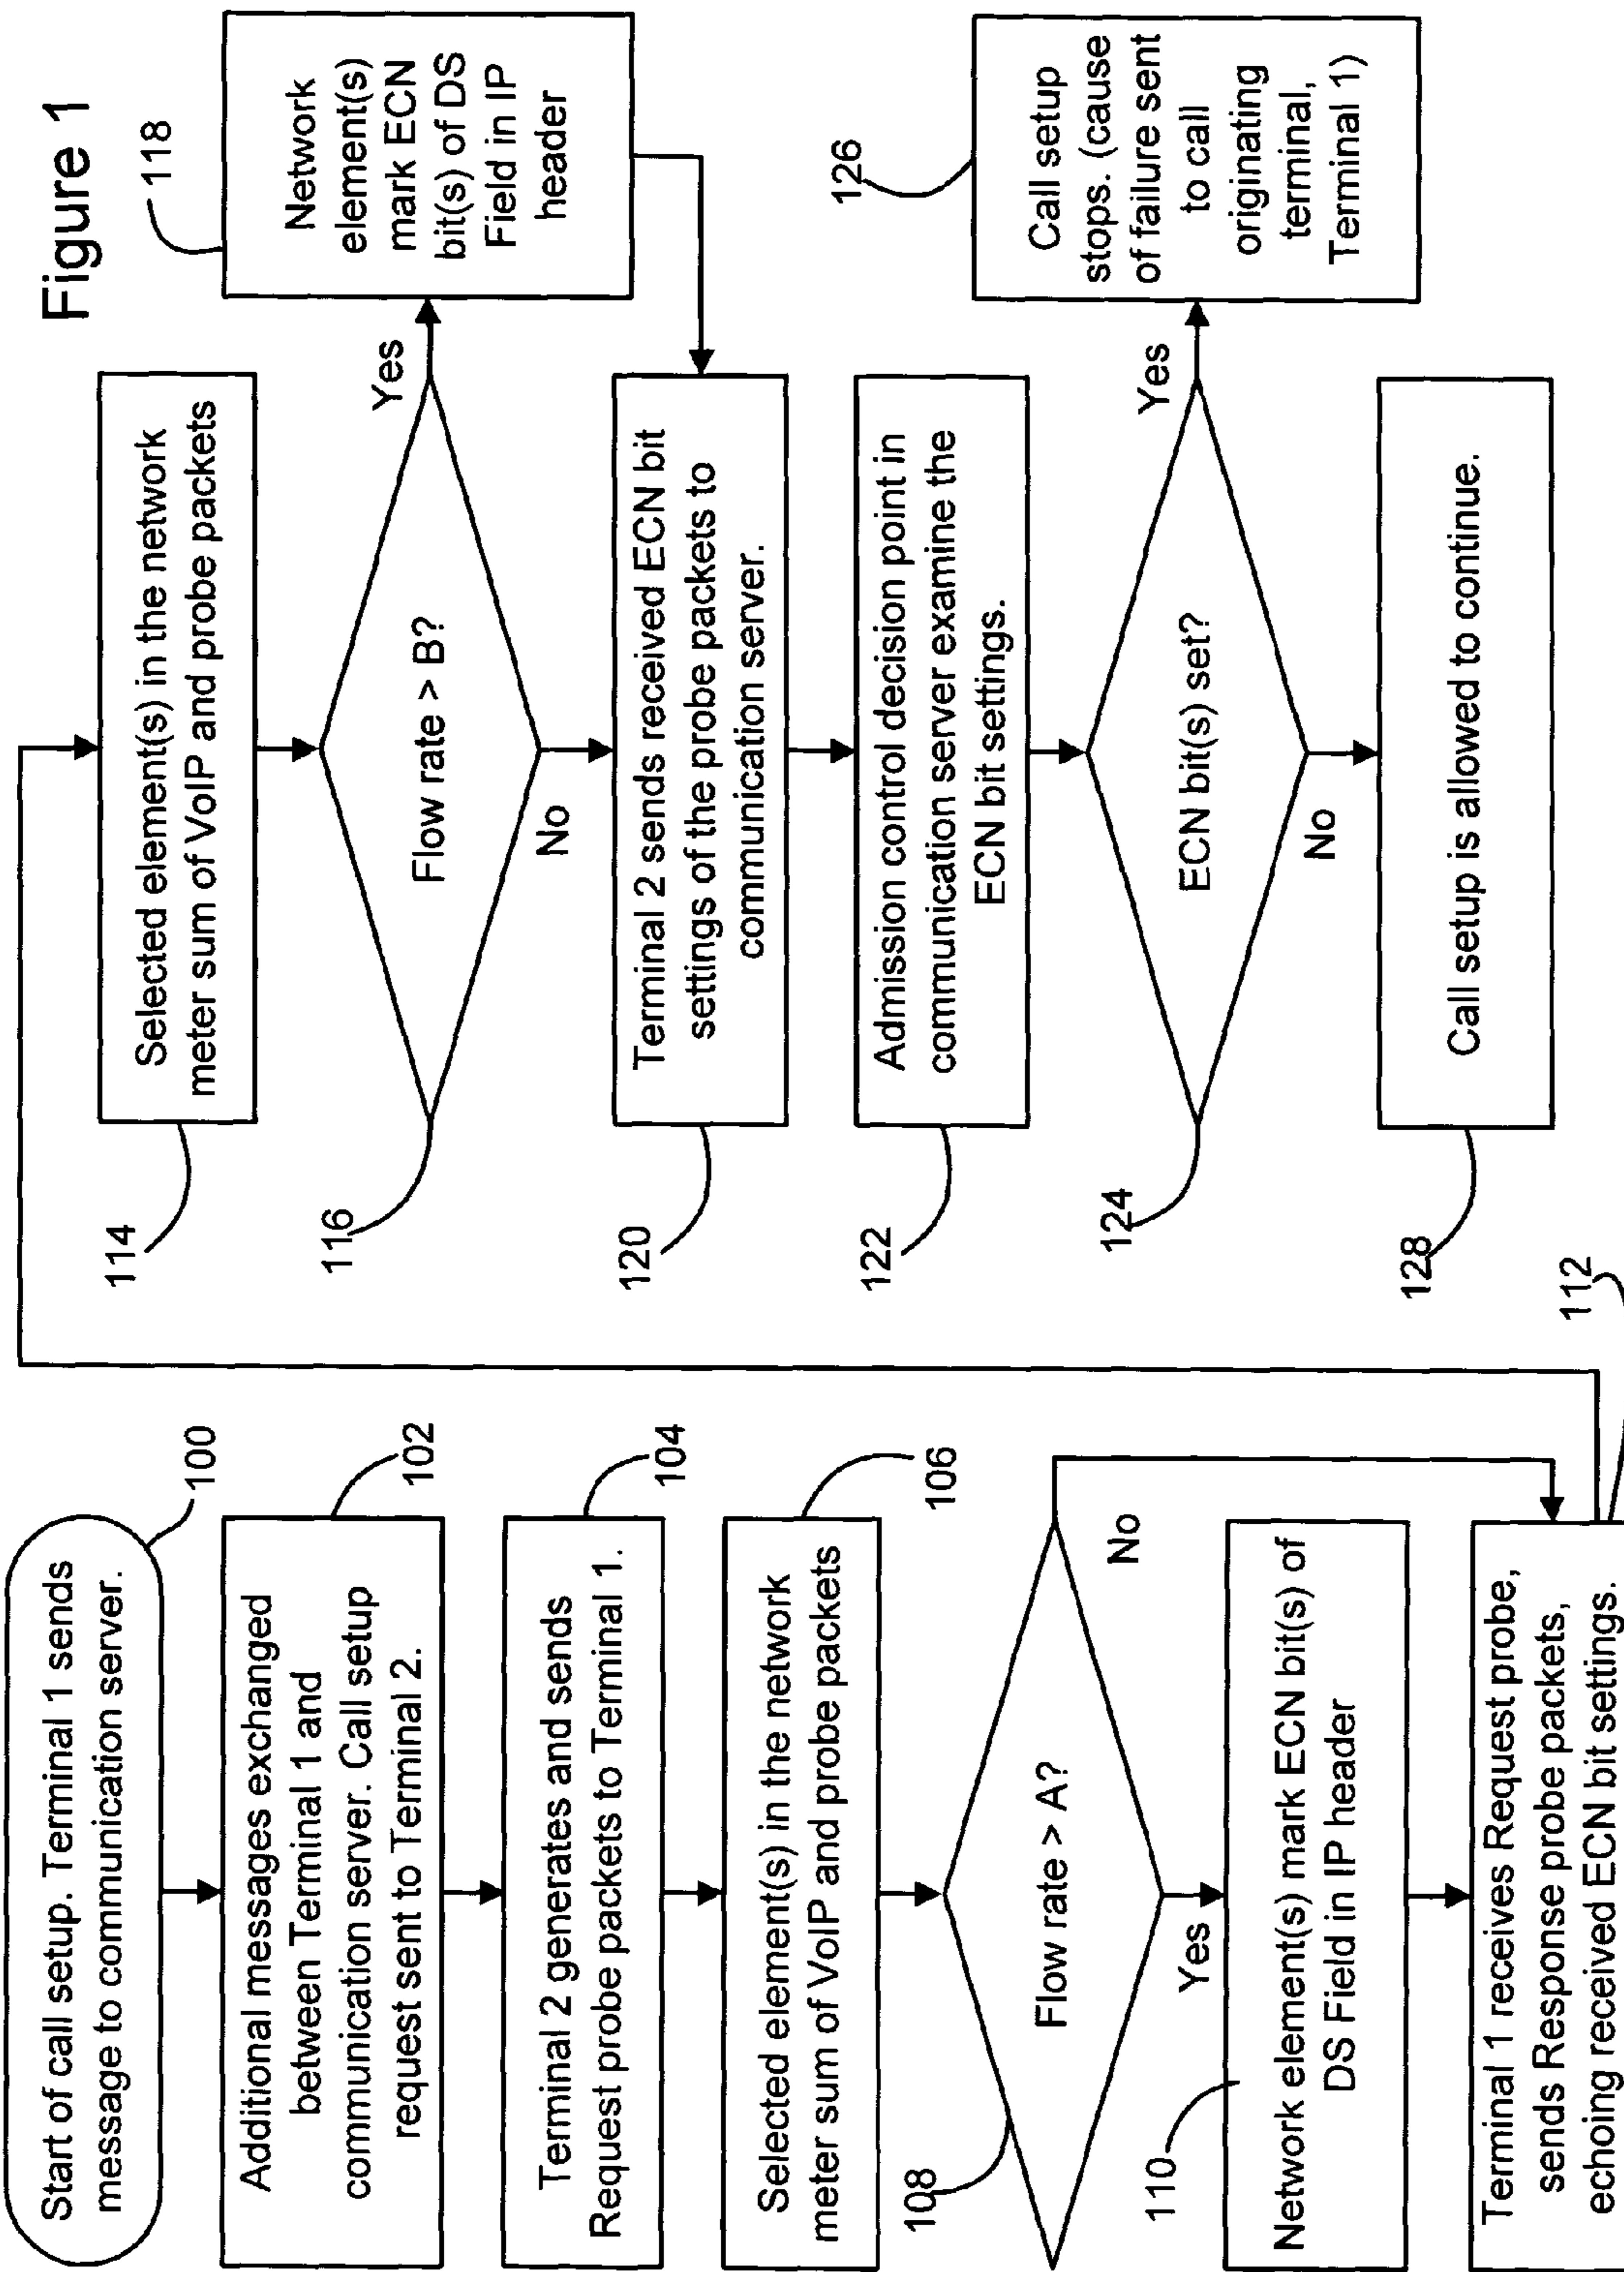 Figure 1
Start of call setup. Terminal 1 sends
message to communication server.
100
Additional messages exchanged
between Terminal 1 and
communication server. Call setup
request sent to Terminal 2.
102
Terminal 2 generates and sends
Request probe packets to Terminal 1.
104
Selected element(s) in the network
meter sum of VoIP and probe packets
106
Flow rate > A?
108
No
Yes
Network element(s) mark ECN bit(s) of
DS Field in IP header
110
Terminal 1 receives Request probe,
sends Response probe packets,
echoing received ECN bit settings.
112
Selected element(s) in the network
meter sum of VoIP and probe packets
114
Flow rate > B?
116
Yes
No
Network
element(s)
mark ECN
bit(s) of DS
Field in IP
header
118
Terminal 2 sends received ECN bit
settings of the probe packets to
communication server.
120
Admission control decision point in
communication server examine the
ECN bit settings.
122
ECN bit(s) set?
124
Yes
No
Call setup
stops. (cause
of failure sent
to call
originating
terminal,
Terminal 1)
126
Call setup is allowed to continue.
128